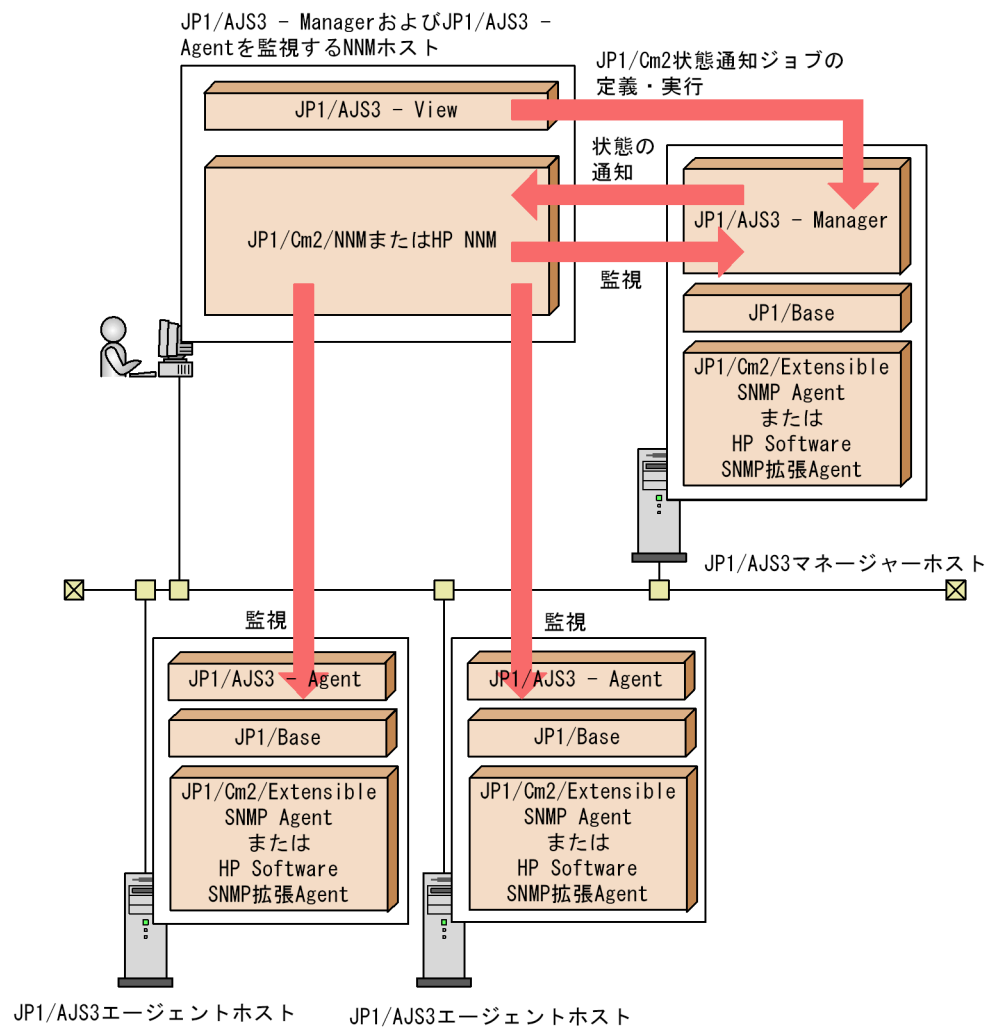 JP1/AJS3 − ManagerおよびJP1/AJS3 −
Agentを監視するNNMホスト
JP1/Cm2状態通知ジョブの
定義・実行
JP1/AJS3 − View
状態の
通知
JP1/AJS3 − Manager
JP1/Cm2/NNMまたはHP NNM
監視
JP1/Base
JP1/Cm2/Extensible
SNMP Agent
または
HP Software
SNMP拡張Agent
JP1/AJS3マネージャーホスト
監視
監視
JP1/AJS3 − Agent
JP1/Base
JP1/Cm2/Extensible
SNMP Agent
または
HP Software
SNMP拡張Agent
JP1/AJS3エージェントホスト
JP1/AJS3 − Agent
JP1/Base
JP1/Cm2/Extensible
SNMP Agent
または
HP Software
SNMP拡張Agent
JP1/AJS3エージェントホスト